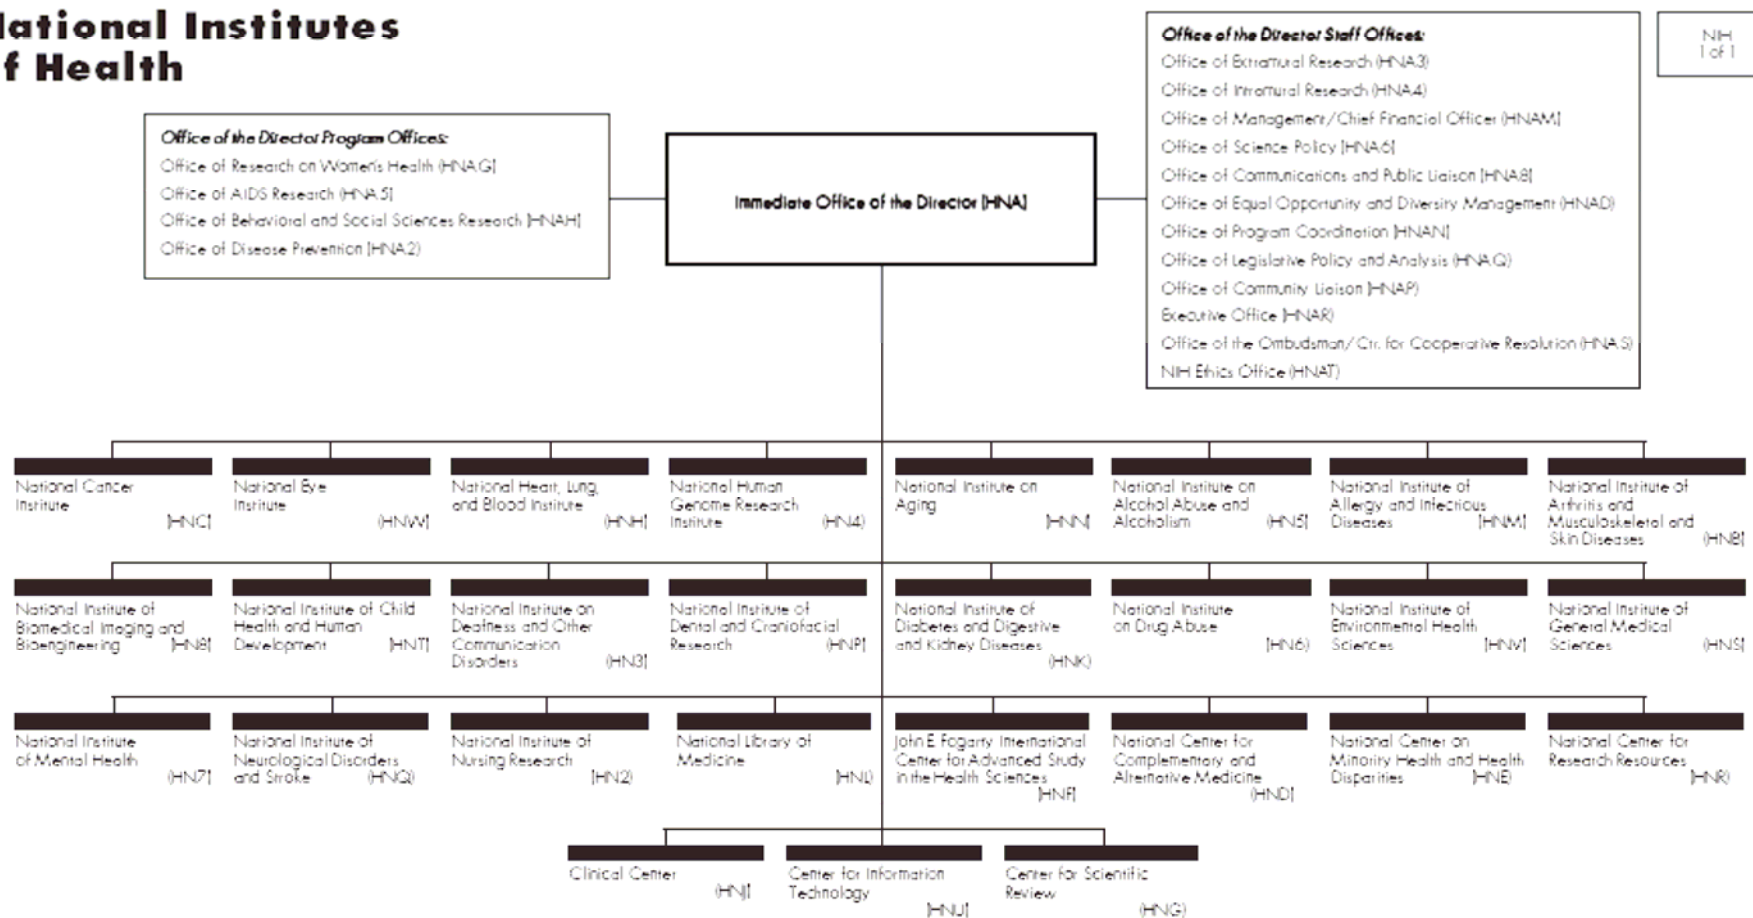 National Institutes
of Health
NIH
1 of 1
Office of the Director Program Offices:
Office of Research on Women's Health (HNAG)
Office of AIDS Research (HNA5)
Office of Behavioral and Social Sciences Research (HNAH)
Office of Disease Prevention (HNA2)
Immediate Office of the Director (HNA)
Office of the Director Staff Offices:
Office of Extramural Research (HNA3)
Office of Intramural Research (HNA4)
Office of Management/Chief Financial Officer (HNAM)
Office of Science Policy (HNA6)
Office of Communications and Public Liaison (HNA8)
Office of Equal Opportunity and Diversity Management (HNAD)
Office of Program Coordination (HNAN)
Office of Legislative Policy and Analysis (HNAQ)
Office of Community Liaison (HNAP)
Executive Office (HNAR)
Office of the Ombudsman/Ctr. for Cooperative Resolution (HNAS)
NIH Ethics Office (HNAT)
National Cancer
Institute
(HNC)
National Eye
Institute
(HNW)
National Heart, Lung,
and Blood Institute
(HNH)
National Human
Genome Research
Institute (HN4)
National Institute on
Aging
(HNN)
National Institute on
Alcohol Abuse and
Alcoholism (HN5)
National Institute of
Allergy and Infectious
Diseases (HNM)
National Institute of
Arthritis and
Musculoskeletal and
Skin Diseases (HNB)
National Institute of
Biomedical Imaging and
Bioengineering (HN8)
National Institute of Child
Health and Human
Development (HNT)
National Institute on
Deafness and Other
Communication
Disorders (HN3)
National Institute of
Dental and Craniofacial
Research (HNP)
National Institute of
Diabetes and Digestive
and Kidney Diseases
(HNK)
National Institute
on Drug Abuse
(HN6)
National Institute of
Environmental Health
Sciences (HNV)
National Institute of
General Medical
Sciences (HNS)
National Institute
of Mental Health
(HN7)
National Institute of
Neurological Disorders
and Stroke (HNQ)
National Institute of
Nursing Research
(HN2)
National Library of
Medicine
(HNL)
John E. Fogarty International
Center for Advanced Study
in the Health Sciences
(HNF)
National Center for
Complementary and
Alternative Medicine
(HND)
National Center on
Minority Health and Health
Disparities (HNE)
National Center for
Research Resources
(HNR)
Clinical Center
(HNJ)
Center for Information
Technology
(HNU)
Center for Scientific
Review
(HNG)